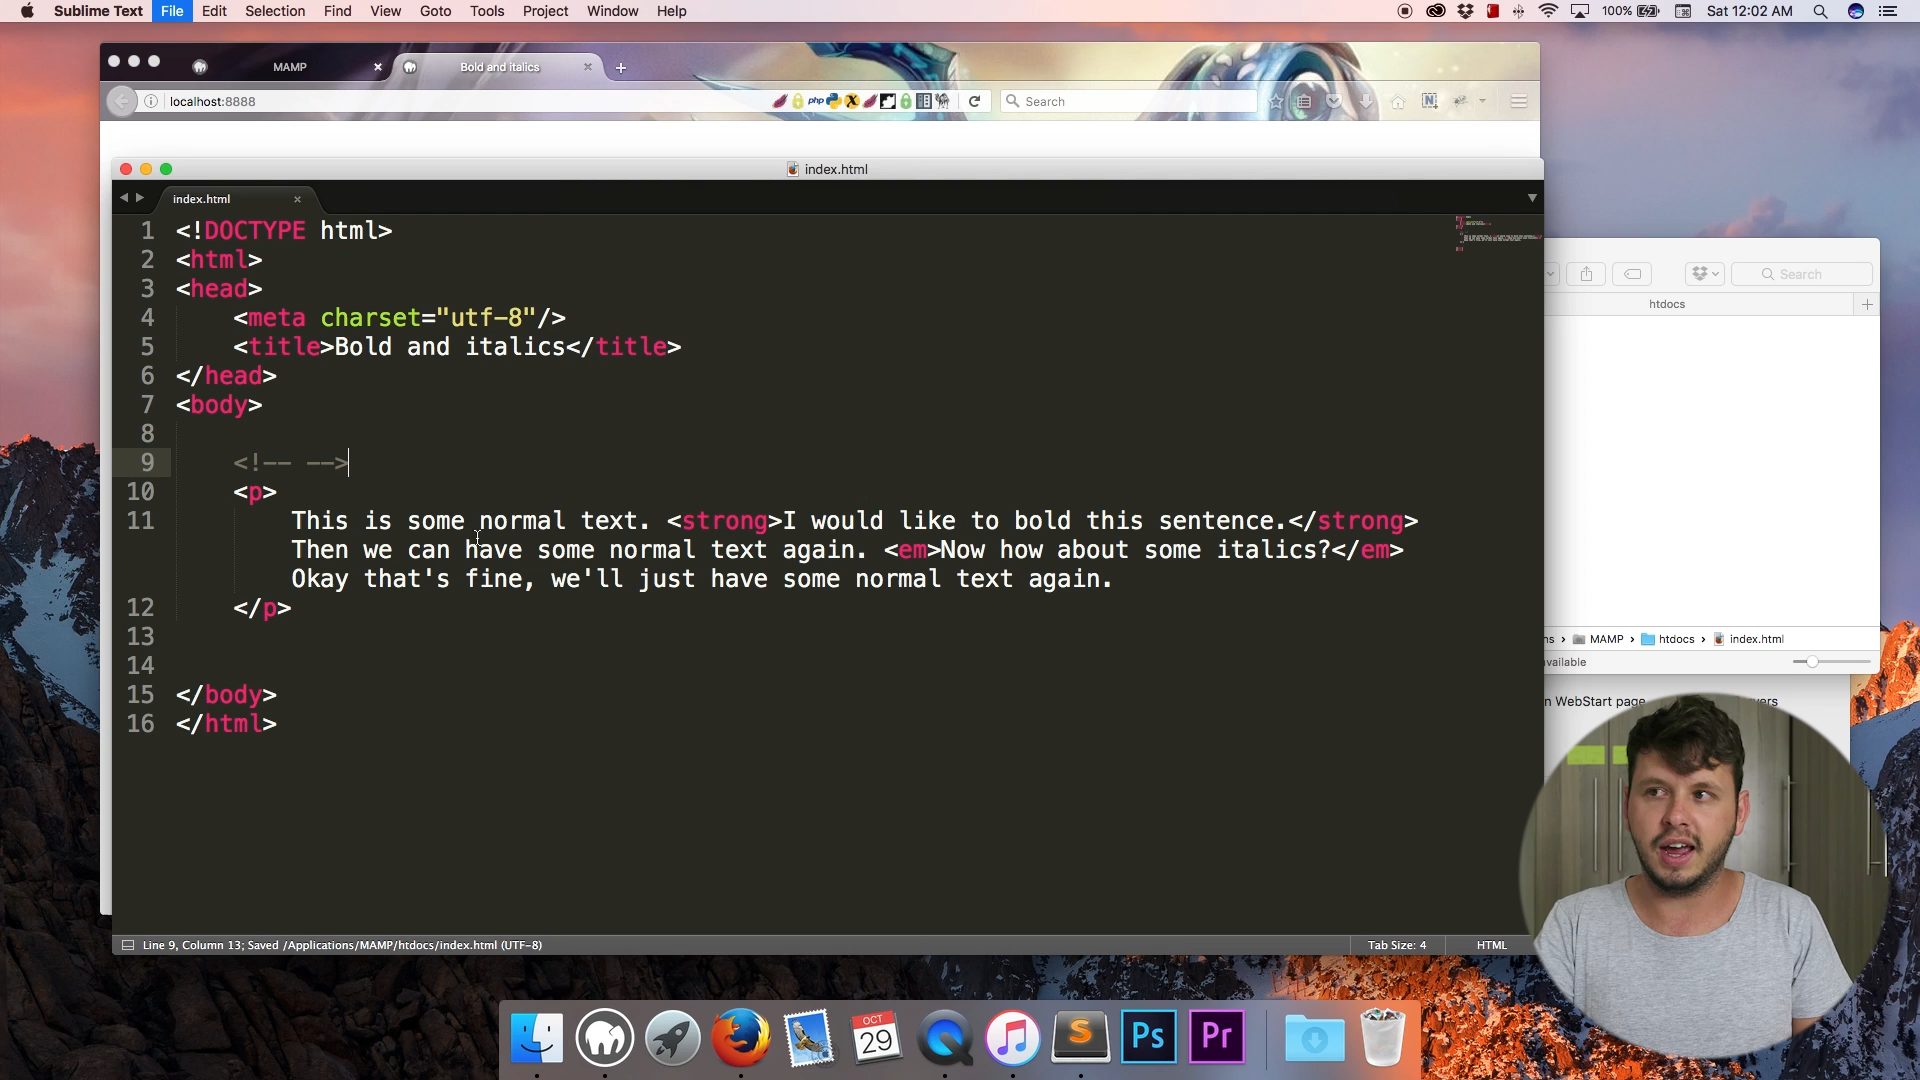 Sublime Text File Edit Selection Find View Goto Tools Project Window Help 100% Sat 12:02 AM
MAMP Bold and italics
localhost:8888 php Search
index.html
index.html
1 <!DOCTYPE html>
2 <html>
3 <head>
4 <meta charset="utf-8"/>
5 <title>Bold and italics</title>
6 </head>
7 <body>
8
9 <!-- -->
10 <p>
11 This is some normal text. <strong>I would like to bold this sentence.</strong>
Then we can have some normal text again. <em>Now how about some italics?</em>
Okay that's fine, we'll just have some normal text again.
12 </p>
13
14
15 </body>
16 </html>
Line 9, Column 13; Saved /Applications/MAMP/htdocs/index.html (UTF-8) Tab Size: 4 HTML
Search
htdocs
MAMP › htdocs › index.html
WebStart page
OCT
29
S
Ps
Pr